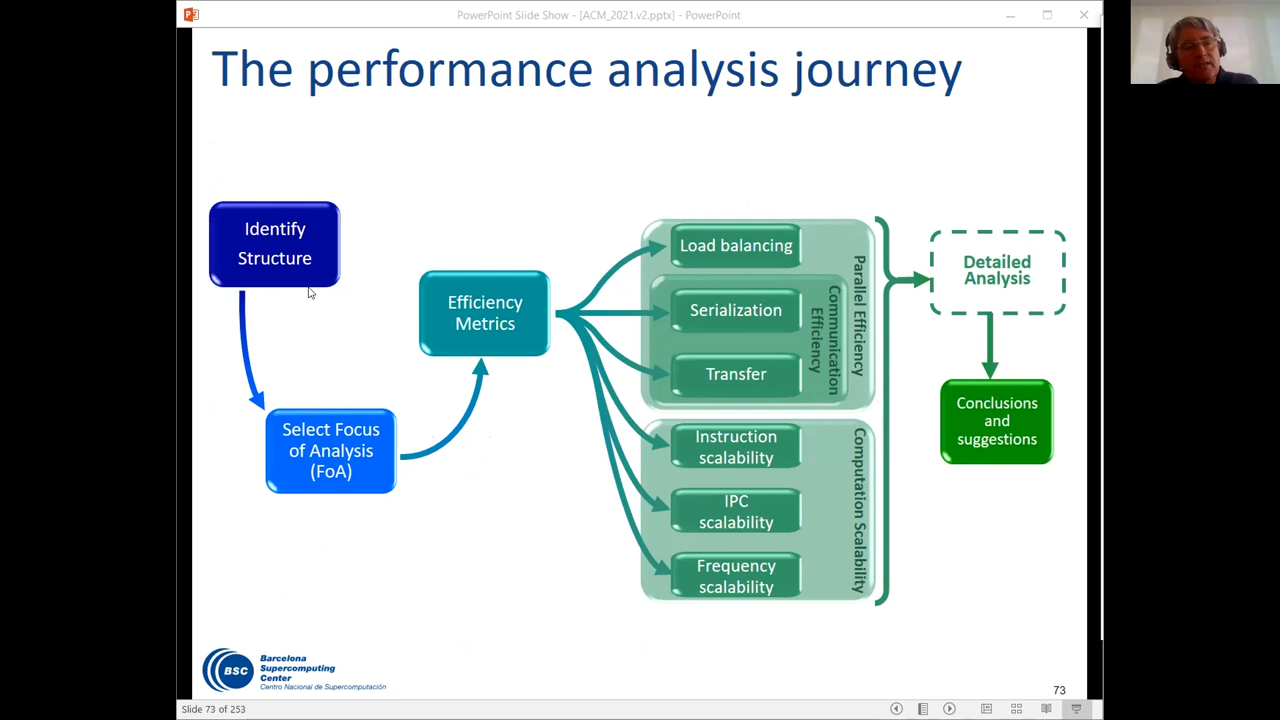 PowerPoint Slide Show - [ACM_2021.v2.pptx] - PowerPoint
The performance analysis journey
Identify
Structure
Select Focus
of Analysis
(FoA)
Efficiency
Metrics
Load balancing
Serialization
Transfer
Communication
Efficiency
Parallel Efficiency
Instruction
scalability
IPC
scalability
Frequency
scalability
Computation Scalability
Detailed
Analysis
Conclusions
and
suggestions
BSC
Barcelona
Supercomputing
Center
Centro Nacional de Supercomputación
73
Slide 73 of 253